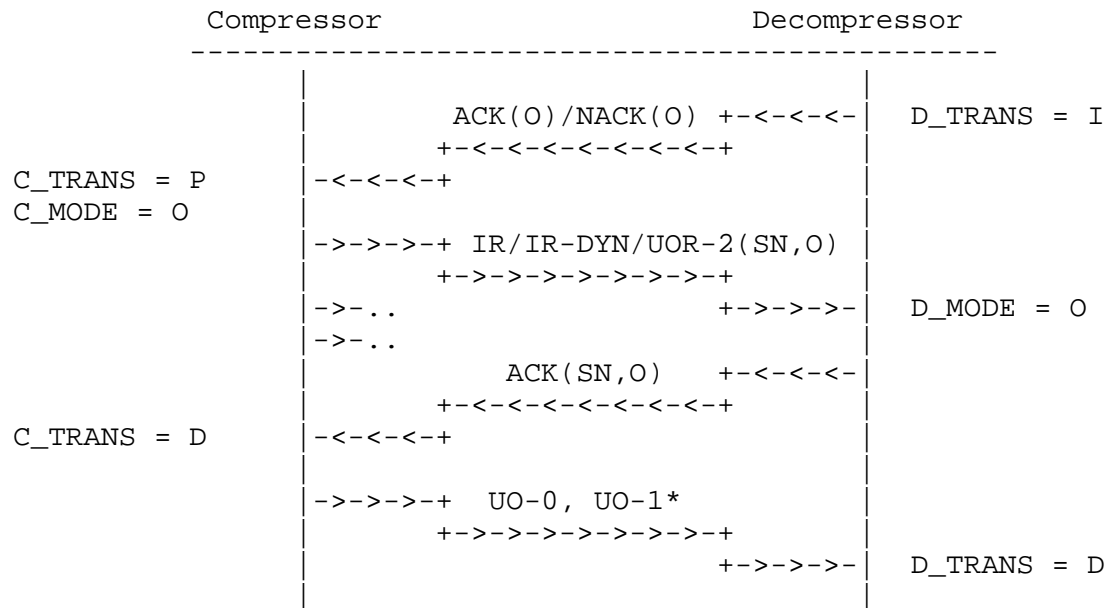 Compressor                     Decompressor
             ----------------------------------------------
                   |                                |
                   |        ACK(O)/NACK(O) +-<-<-<-|  D_TRANS = I
                   |       +-<-<-<-<-<-<-<-+        |
C_TRANS = P        |-<-<-<-+                        |
C_MODE = O         |                                |
                   |->->->-+ IR/IR-DYN/UOR-2(SN,O)  |
                   |       +->->->->->->->-+        |
                   |->-..                  +->->->-|  D_MODE = O
                   |->-..                           |
                   |           ACK(SN,O)   +-<-<-<-|
                   |       +-<-<-<-<-<-<-<-+        |
C_TRANS = D        |-<-<-<-+                        |
                   |                                |
                   |->->->-+  UO-0, UO-1*           |
                   |       +->->->->->->->-+        |
                   |                       +->->->-|  D_TRANS = D
                   |                                |